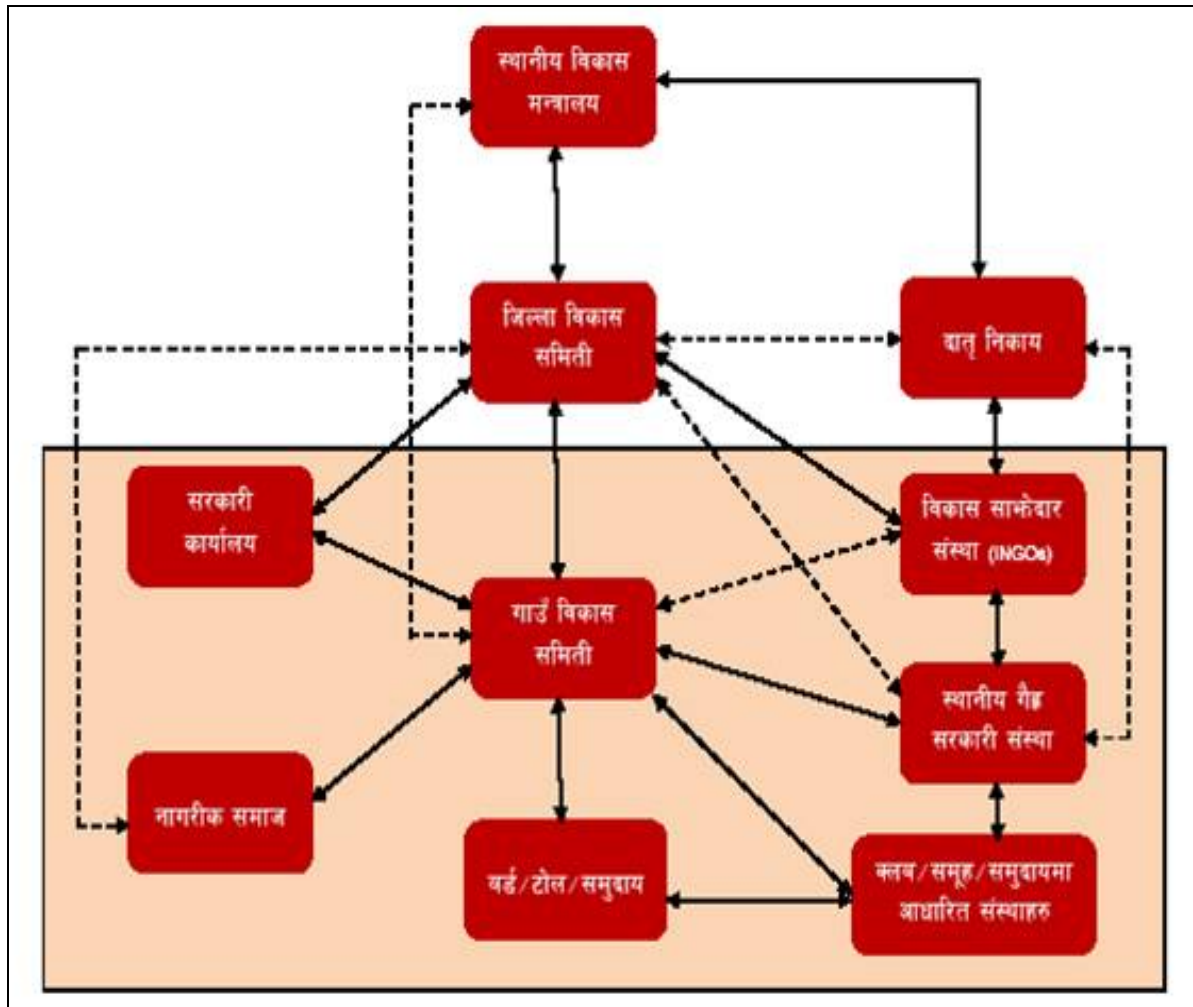 स्थानीय विकास
मन्त्रालय
जिल्ला विकास
समिती
दातृ निकाय
सरकारी
कार्यालय
विकास साझेदार
संस्था (INGOs)
गाउँ विकास
समिती
स्थानीय गैह्र
सरकारी संस्था
नागरीक समाज
वर्ड/टोल/समुदाय
क्लब/समूह/समुदायमा
आधारित संस्थाहरु